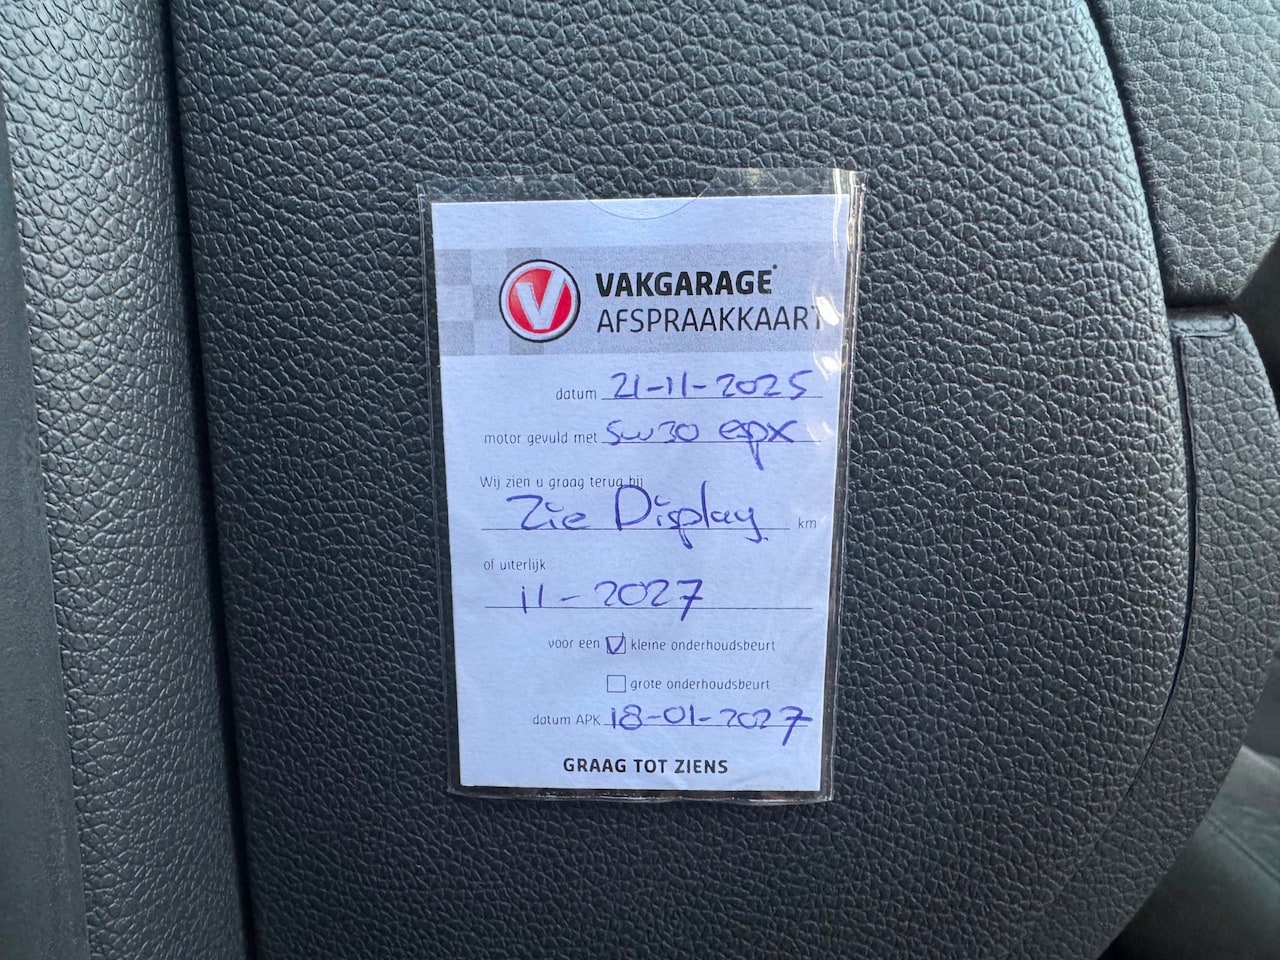 V
VAKGARAGE
AFSPRAAKKAART
datum 21-11-2025
motor gevuld met 5w30 epx
Wij zien u graag terug bij
Zie Display km
of uiterlijk
11-2027
voor een V kleine onderhoudsbeurt
grote onderhoudsbeurt
datum APK 18-01-2027
GRAAG TOT ZIENS